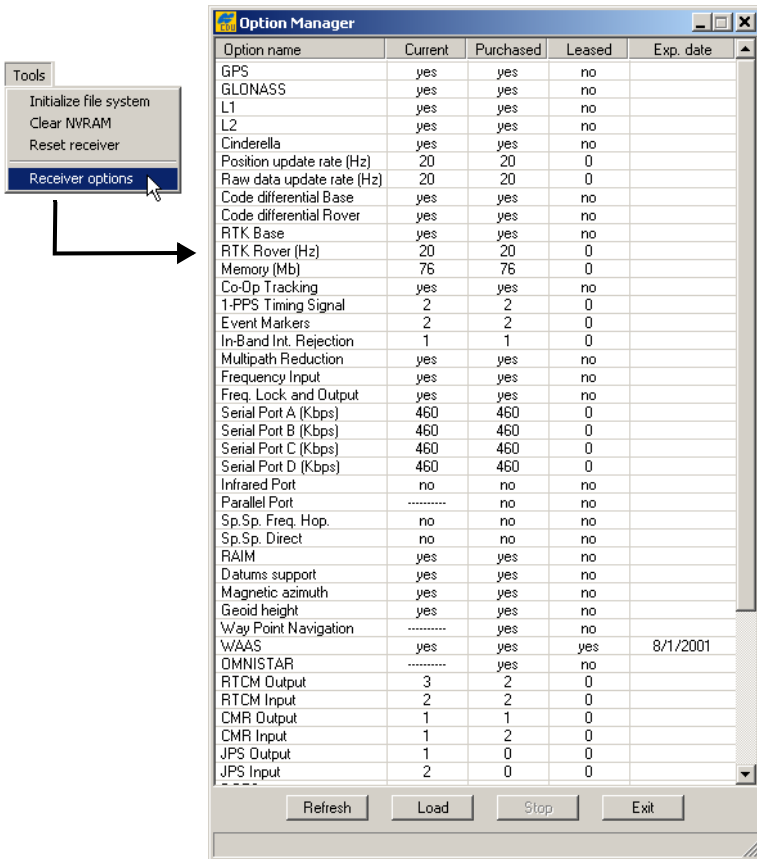 Tools
Initialize file system
Clear NVRAM
Reset receiver
Receiver options
CDU Option Manager
Option name Current Purchased Leased Exp. date
GPS yes yes no
GLONASS yes yes no
L1 yes yes no
L2 yes yes no
Cinderella yes yes no
Position update rate (Hz) 20 20 0
Raw data update rate (Hz) 20 20 0
Code differential Base yes yes no
Code differential Rover yes yes no
RTK Base yes yes no
RTK Rover (Hz) 20 20 0
Memory (Mb) 76 76 0
Co-Op Tracking yes yes no
1-PPS Timing Signal 2 2 0
Event Markers 2 2 0
In-Band Int. Rejection 1 1 0
Multipath Reduction yes yes no
Frequency Input yes yes no
Freq. Lock and Output yes yes no
Serial Port A (Kbps) 460 460 0
Serial Port B (Kbps) 460 460 0
Serial Port C (Kbps) 460 460 0
Serial Port D (Kbps) 460 460 0
Infrared Port no no no
Parallel Port ---------- no no
Sp.Sp. Freq. Hop. no no no
Sp.Sp. Direct no no no
RAIM yes yes no
Datums support yes yes no
Magnetic azimuth yes yes no
Geoid height yes yes no
Way Point Navigation ---------- yes no
WAAS yes yes yes 8/1/2001
OMNISTAR ---------- yes no
RTCM Output 3 2 0
RTCM Input 2 2 0
CMR Output 1 1 0
CMR Input 1 2 0
JPS Output 1 0 0
JPS Input 2 0 0
Refresh Load Stop Exit